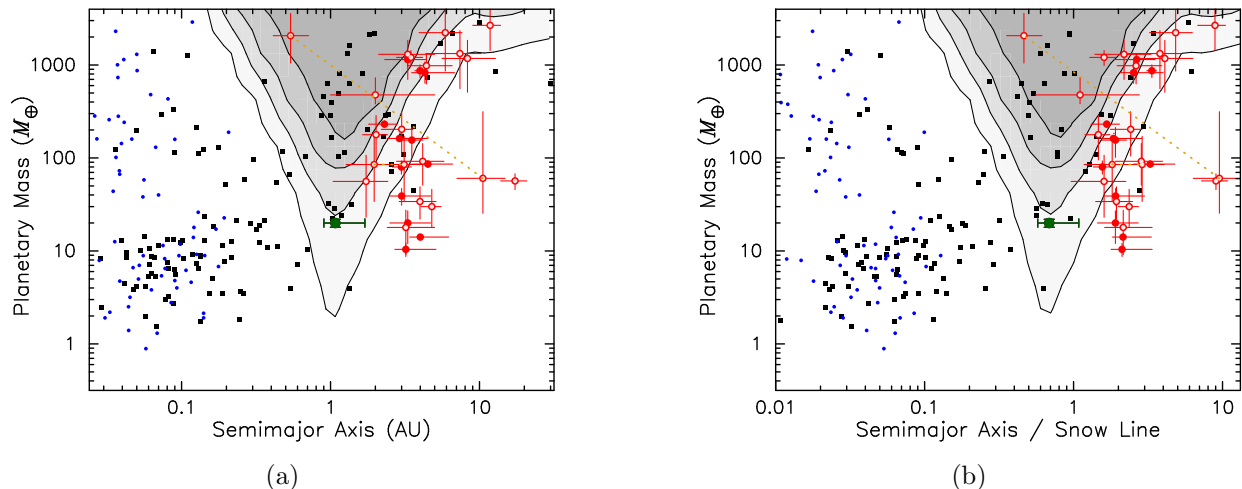 Planetary Mass (M⊕)
1000
100
10
1
0.1
1
10
Semimajor Axis (AU)
(a)
Planetary Mass (M⊕)
1000
100
10
1
0.01
0.1
1
10
Semimajor Axis / Snow Line
(b)